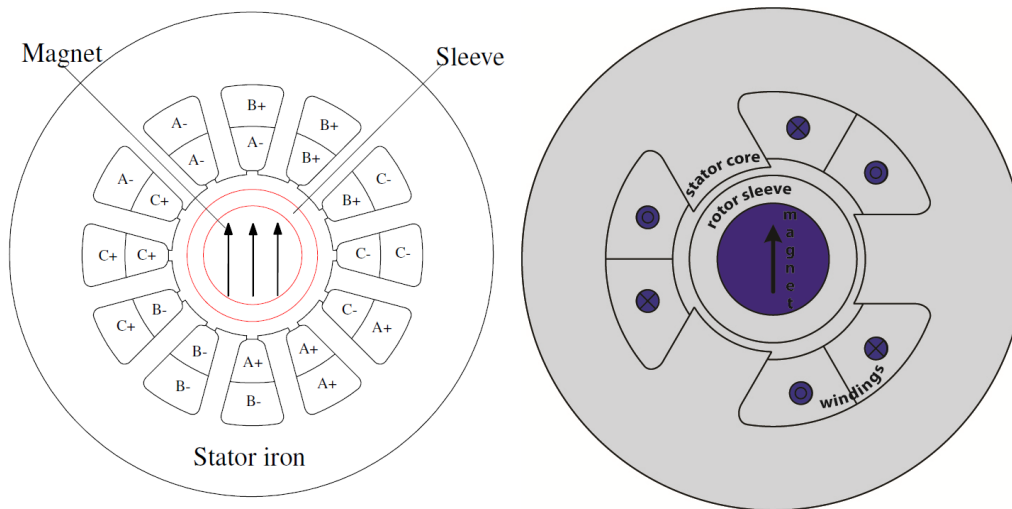 Magnet
Sleeve
B+
A-
B+
B+
A-
A-
A-
B+
C-
B+
A-
C+
C+
C+
C-
C-
C+
B-
C-
A+
B-
B-
A+
B-
A+
A+
Stator iron
stator core
rotor sleeve
magnet
windings